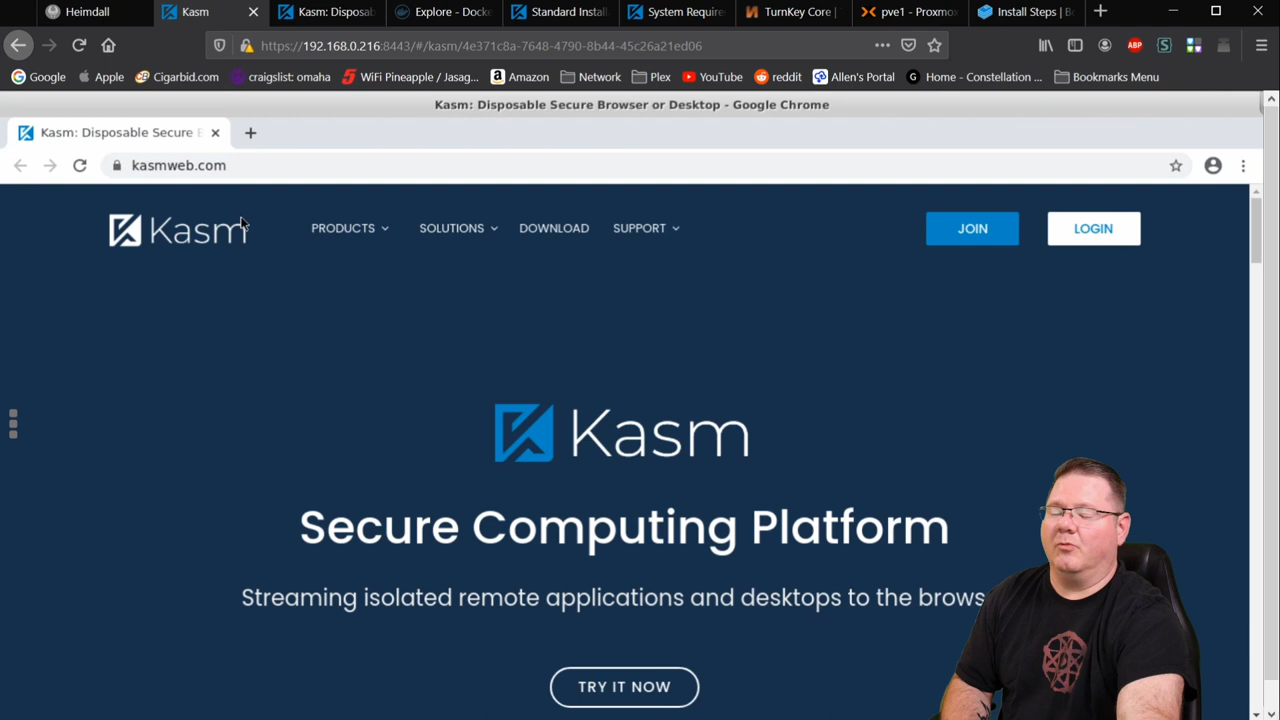 Heimdall
Kasm
Kasm: Disposab
Explore - Docke
Standard Instal
System Require
TurnKey Core |
pve1 - Proxmo
Install Steps | Bo
https://192.168.0.216:8443/#/kasm/4e371c8a-7648-4790-8b44-45c26a21ed06
Google
Apple
Cigarbid.com
craigslist: omaha
WiFi Pineapple / Jasag...
Amazon
Network
Plex
YouTube
reddit
Allen's Portal
Home - Constellation ...
Bookmarks Menu
Kasm: Disposable Secure Browser or Desktop - Google Chrome
Kasm: Disposable Secure B
kasmweb.com
Kasm
PRODUCTS
SOLUTIONS
DOWNLOAD
SUPPORT
JOIN
LOGIN
Kasm
Secure Computing Platform
Streaming isolated remote applications and desktops to the brows
TRY IT NOW